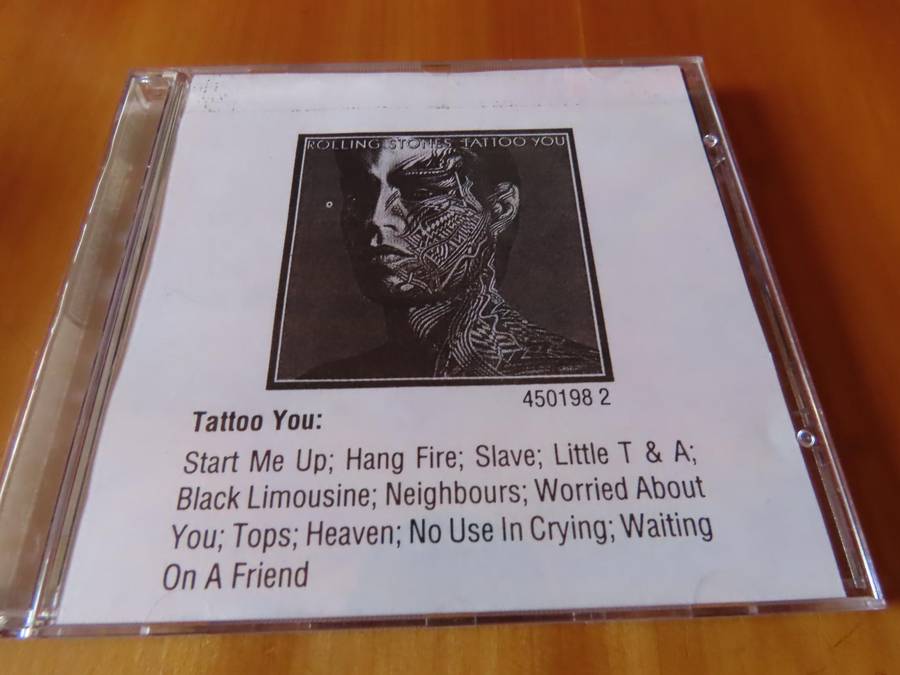 ROLLING STONES TATTOO YOU
450198 2
Tattoo You:
Start Me Up; Hang Fire; Slave; Little T & A;
Black Limousine; Neighbours; Worried About
You; Tops; Heaven; No Use In Crying; Waiting
On A Friend